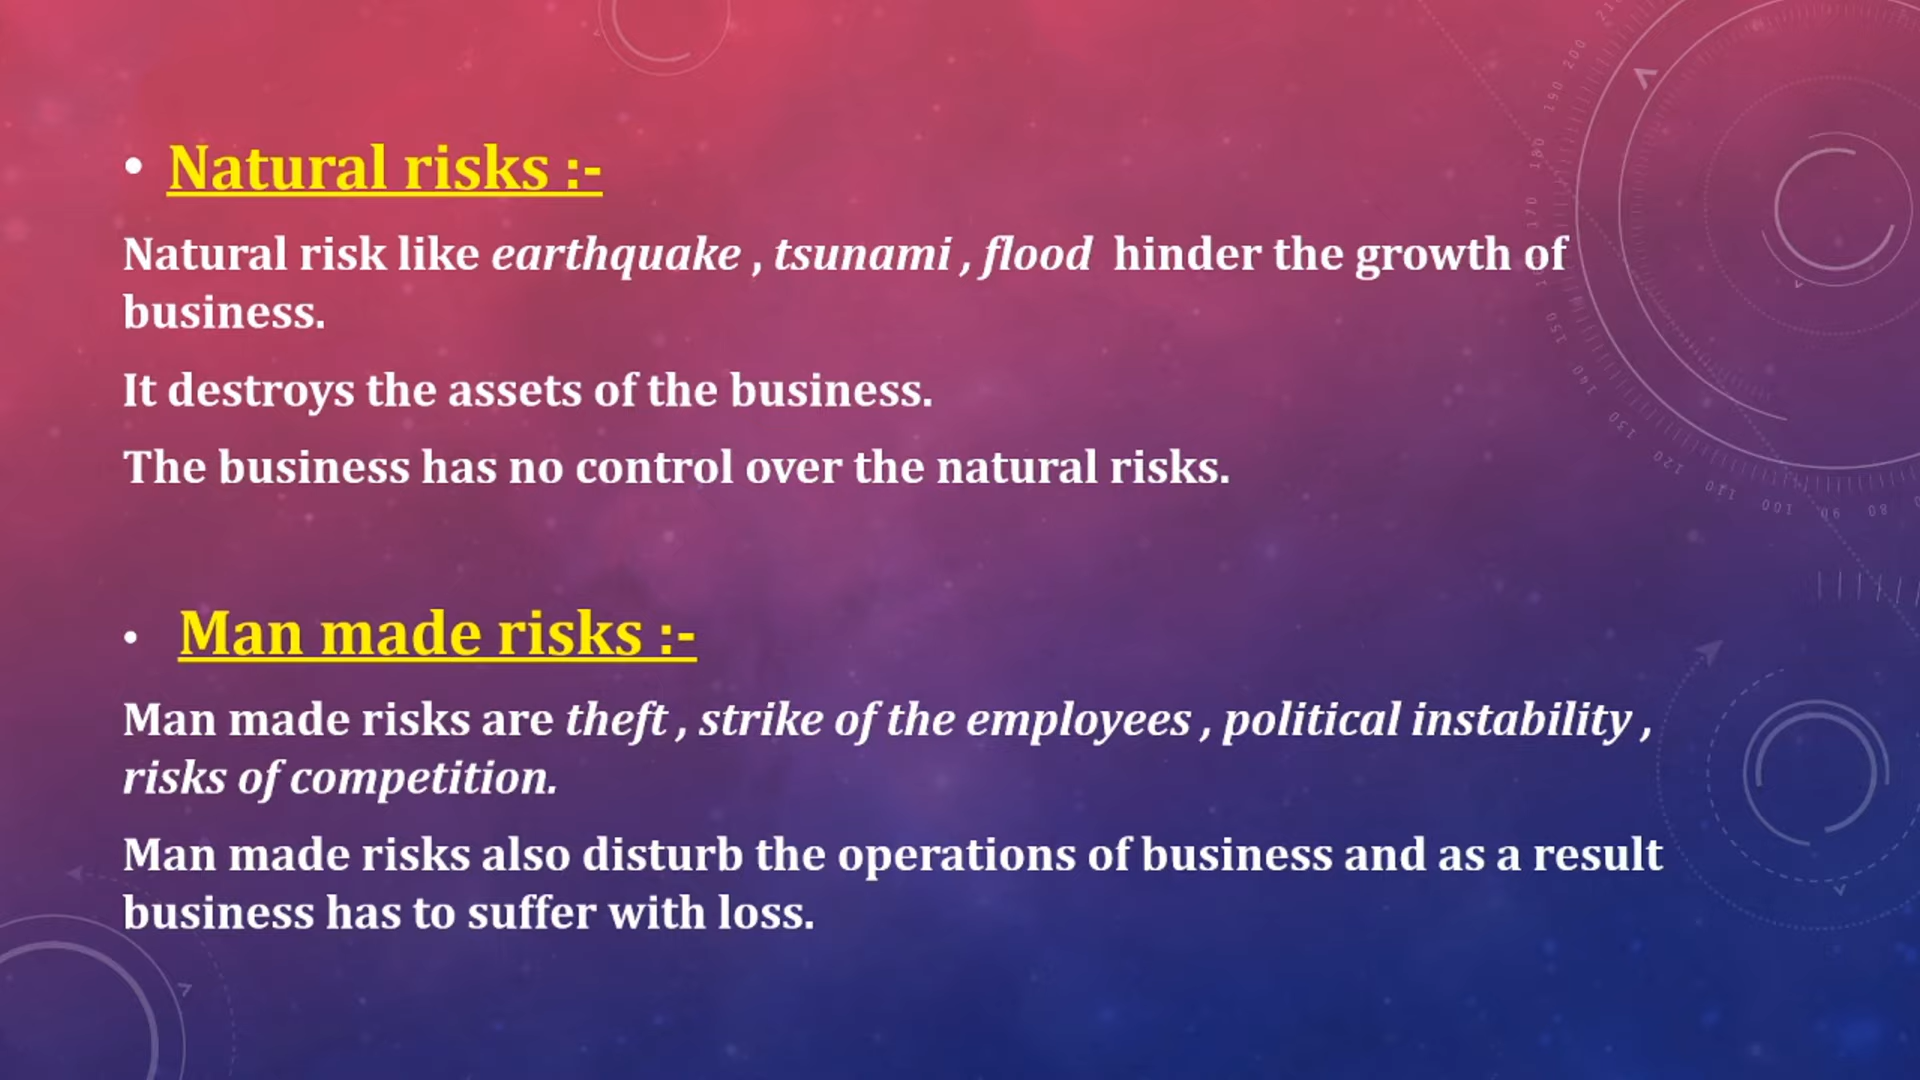 • Natural risks :-
Natural risk like earthquake , tsunami , flood hinder the growth of
business.
It destroys the assets of the business.
The business has no control over the natural risks.
• Man made risks :-
Man made risks are theft , strike of the employees , political instability ,
risks of competition.
Man made risks also disturb the operations of business and as a result
business has to suffer with loss.